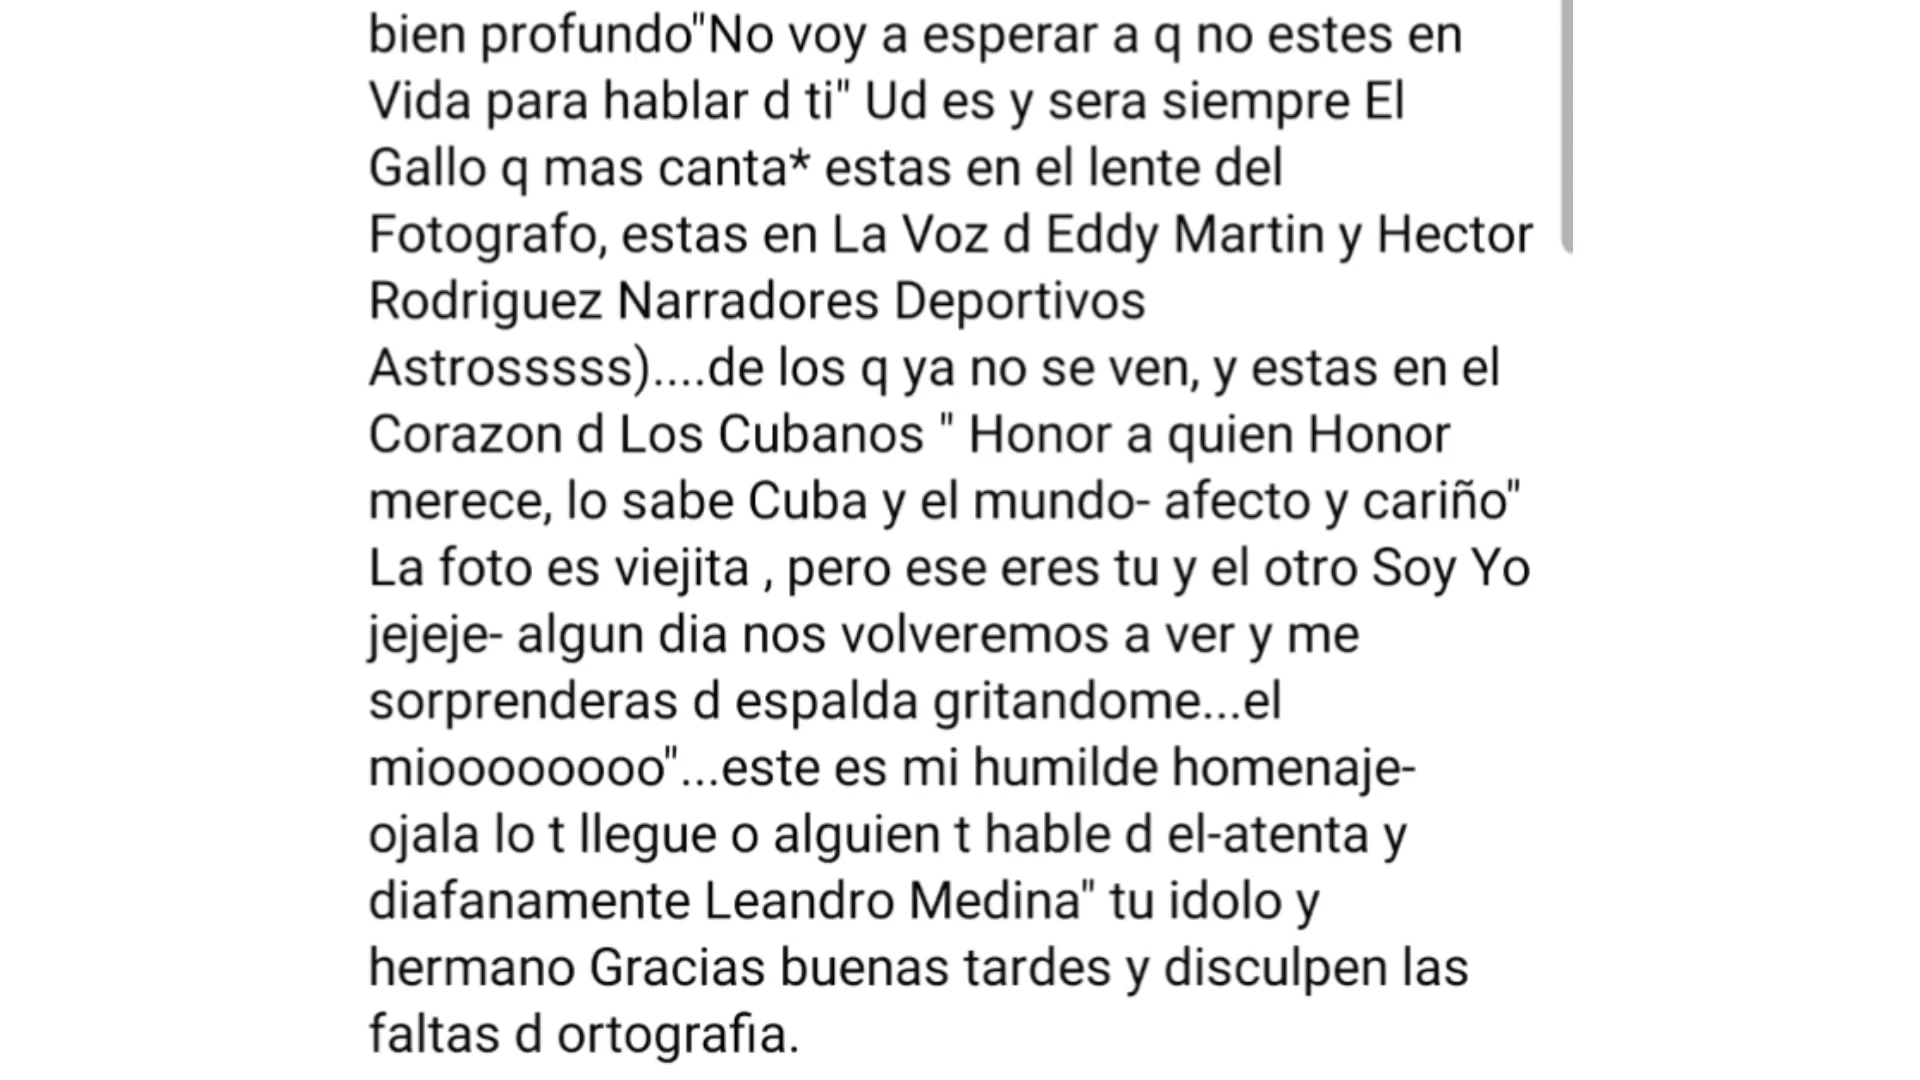 bien profundo"No voy a esperar a q no estes en
Vida para hablar d ti" Ud es y sera siempre El
Gallo q mas canta* estas en el lente del
Fotografo, estas en La Voz d Eddy Martin y Hector
Rodriguez Narradores Deportivos
Astrosssss)....de los q ya no se ven, y estas en el
Corazon d Los Cubanos " Honor a quien Honor
merece, lo sabe Cuba y el mundo- afecto y cariño"
La foto es viejita , pero ese eres tu y el otro Soy Yo
jejeje- algun dia nos volveremos a ver y me
sorprenderas d espalda gritandome...el
mioooooooo"...este es mi humilde homenaje-
ojala lo t llegue o alguien t hable d el-atenta y
diafanamente Leandro Medina" tu idolo y
hermano Gracias buenas tardes y disculpen las
faltas d ortografia.